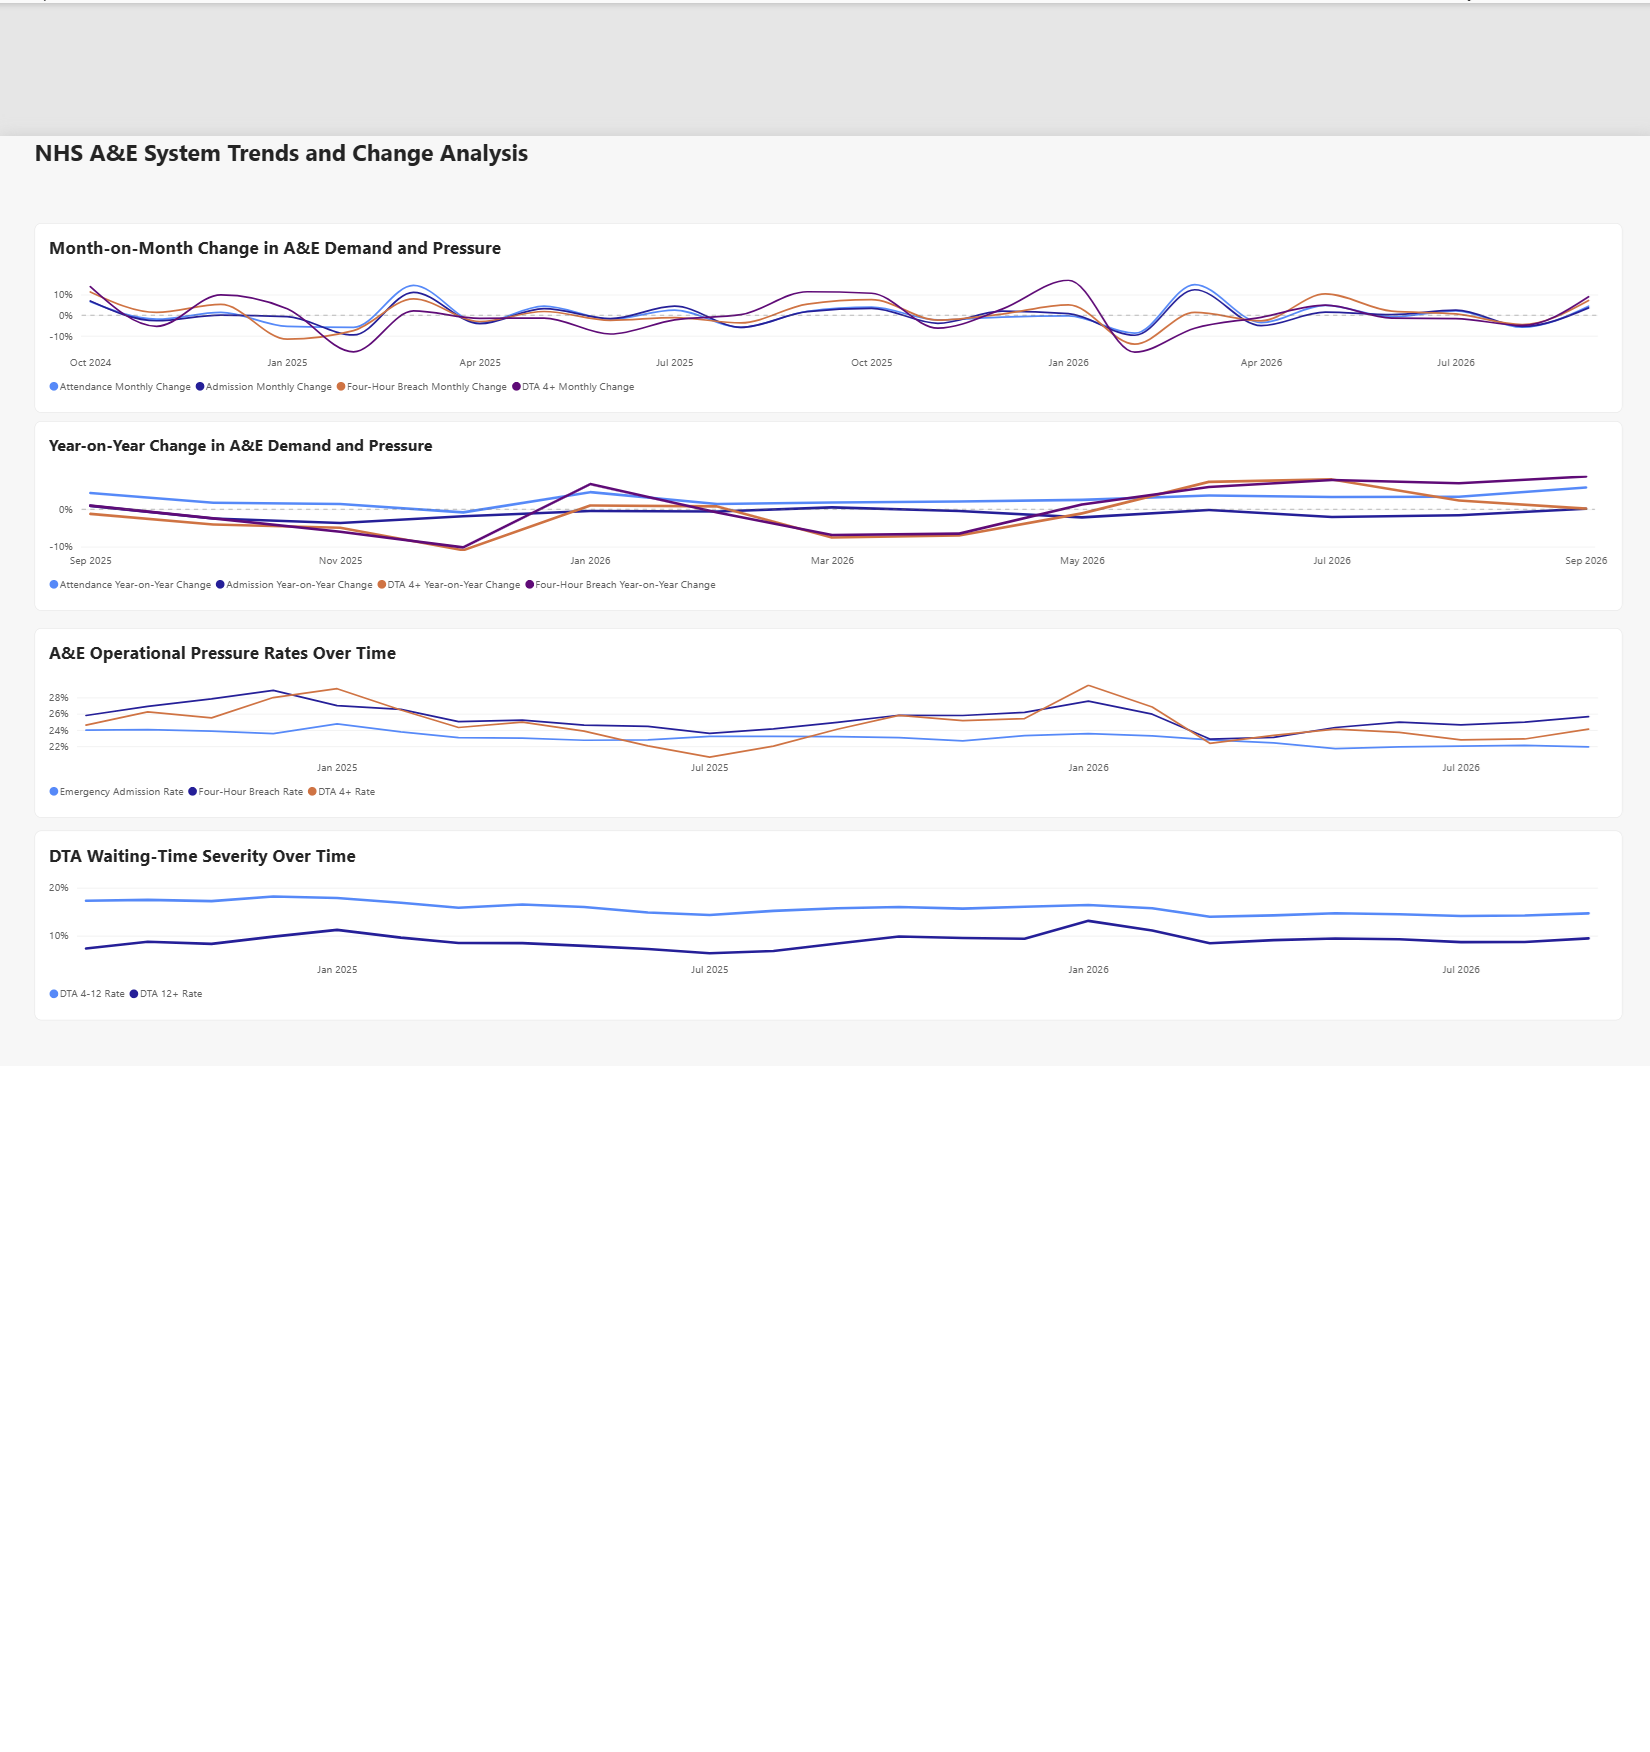 NHS A&E System Trends and Change Analysis
Month-on-Month Change in A&E Demand and Pressure
10%
0%
-10%
Oct 2024 Jan 2025 Apr 2025 Jul 2025 Oct 2025 Jan 2026 Apr 2026 Jul 2026
Attendance Monthly Change Admission Monthly Change Four-Hour Breach Monthly Change DTA 4+ Monthly Change
Year-on-Year Change in A&E Demand and Pressure
0%
-10%
Sep 2025 Nov 2025 Jan 2026 Mar 2026 May 2026 Jul 2026 Sep 2026
Attendance Year-on-Year Change Admission Year-on-Year Change DTA 4+ Year-on-Year Change Four-Hour Breach Year-on-Year Change
A&E Operational Pressure Rates Over Time
28%
26%
24%
22%
Jan 2025 Jul 2025 Jan 2026 Jul 2026
Emergency Admission Rate Four-Hour Breach Rate DTA 4+ Rate
DTA Waiting-Time Severity Over Time
20%
10%
Jan 2025 Jul 2025 Jan 2026 Jul 2026
DTA 4-12 Rate DTA 12+ Rate